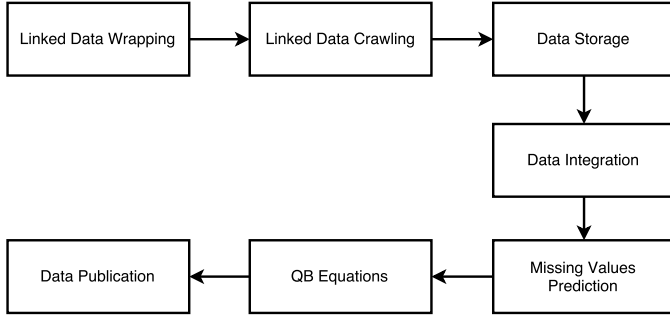 Linked Data Wrapping
Linked Data Crawling
Data Storage
Data Integration
Missing Values
Prediction
QB Equations
Data Publication